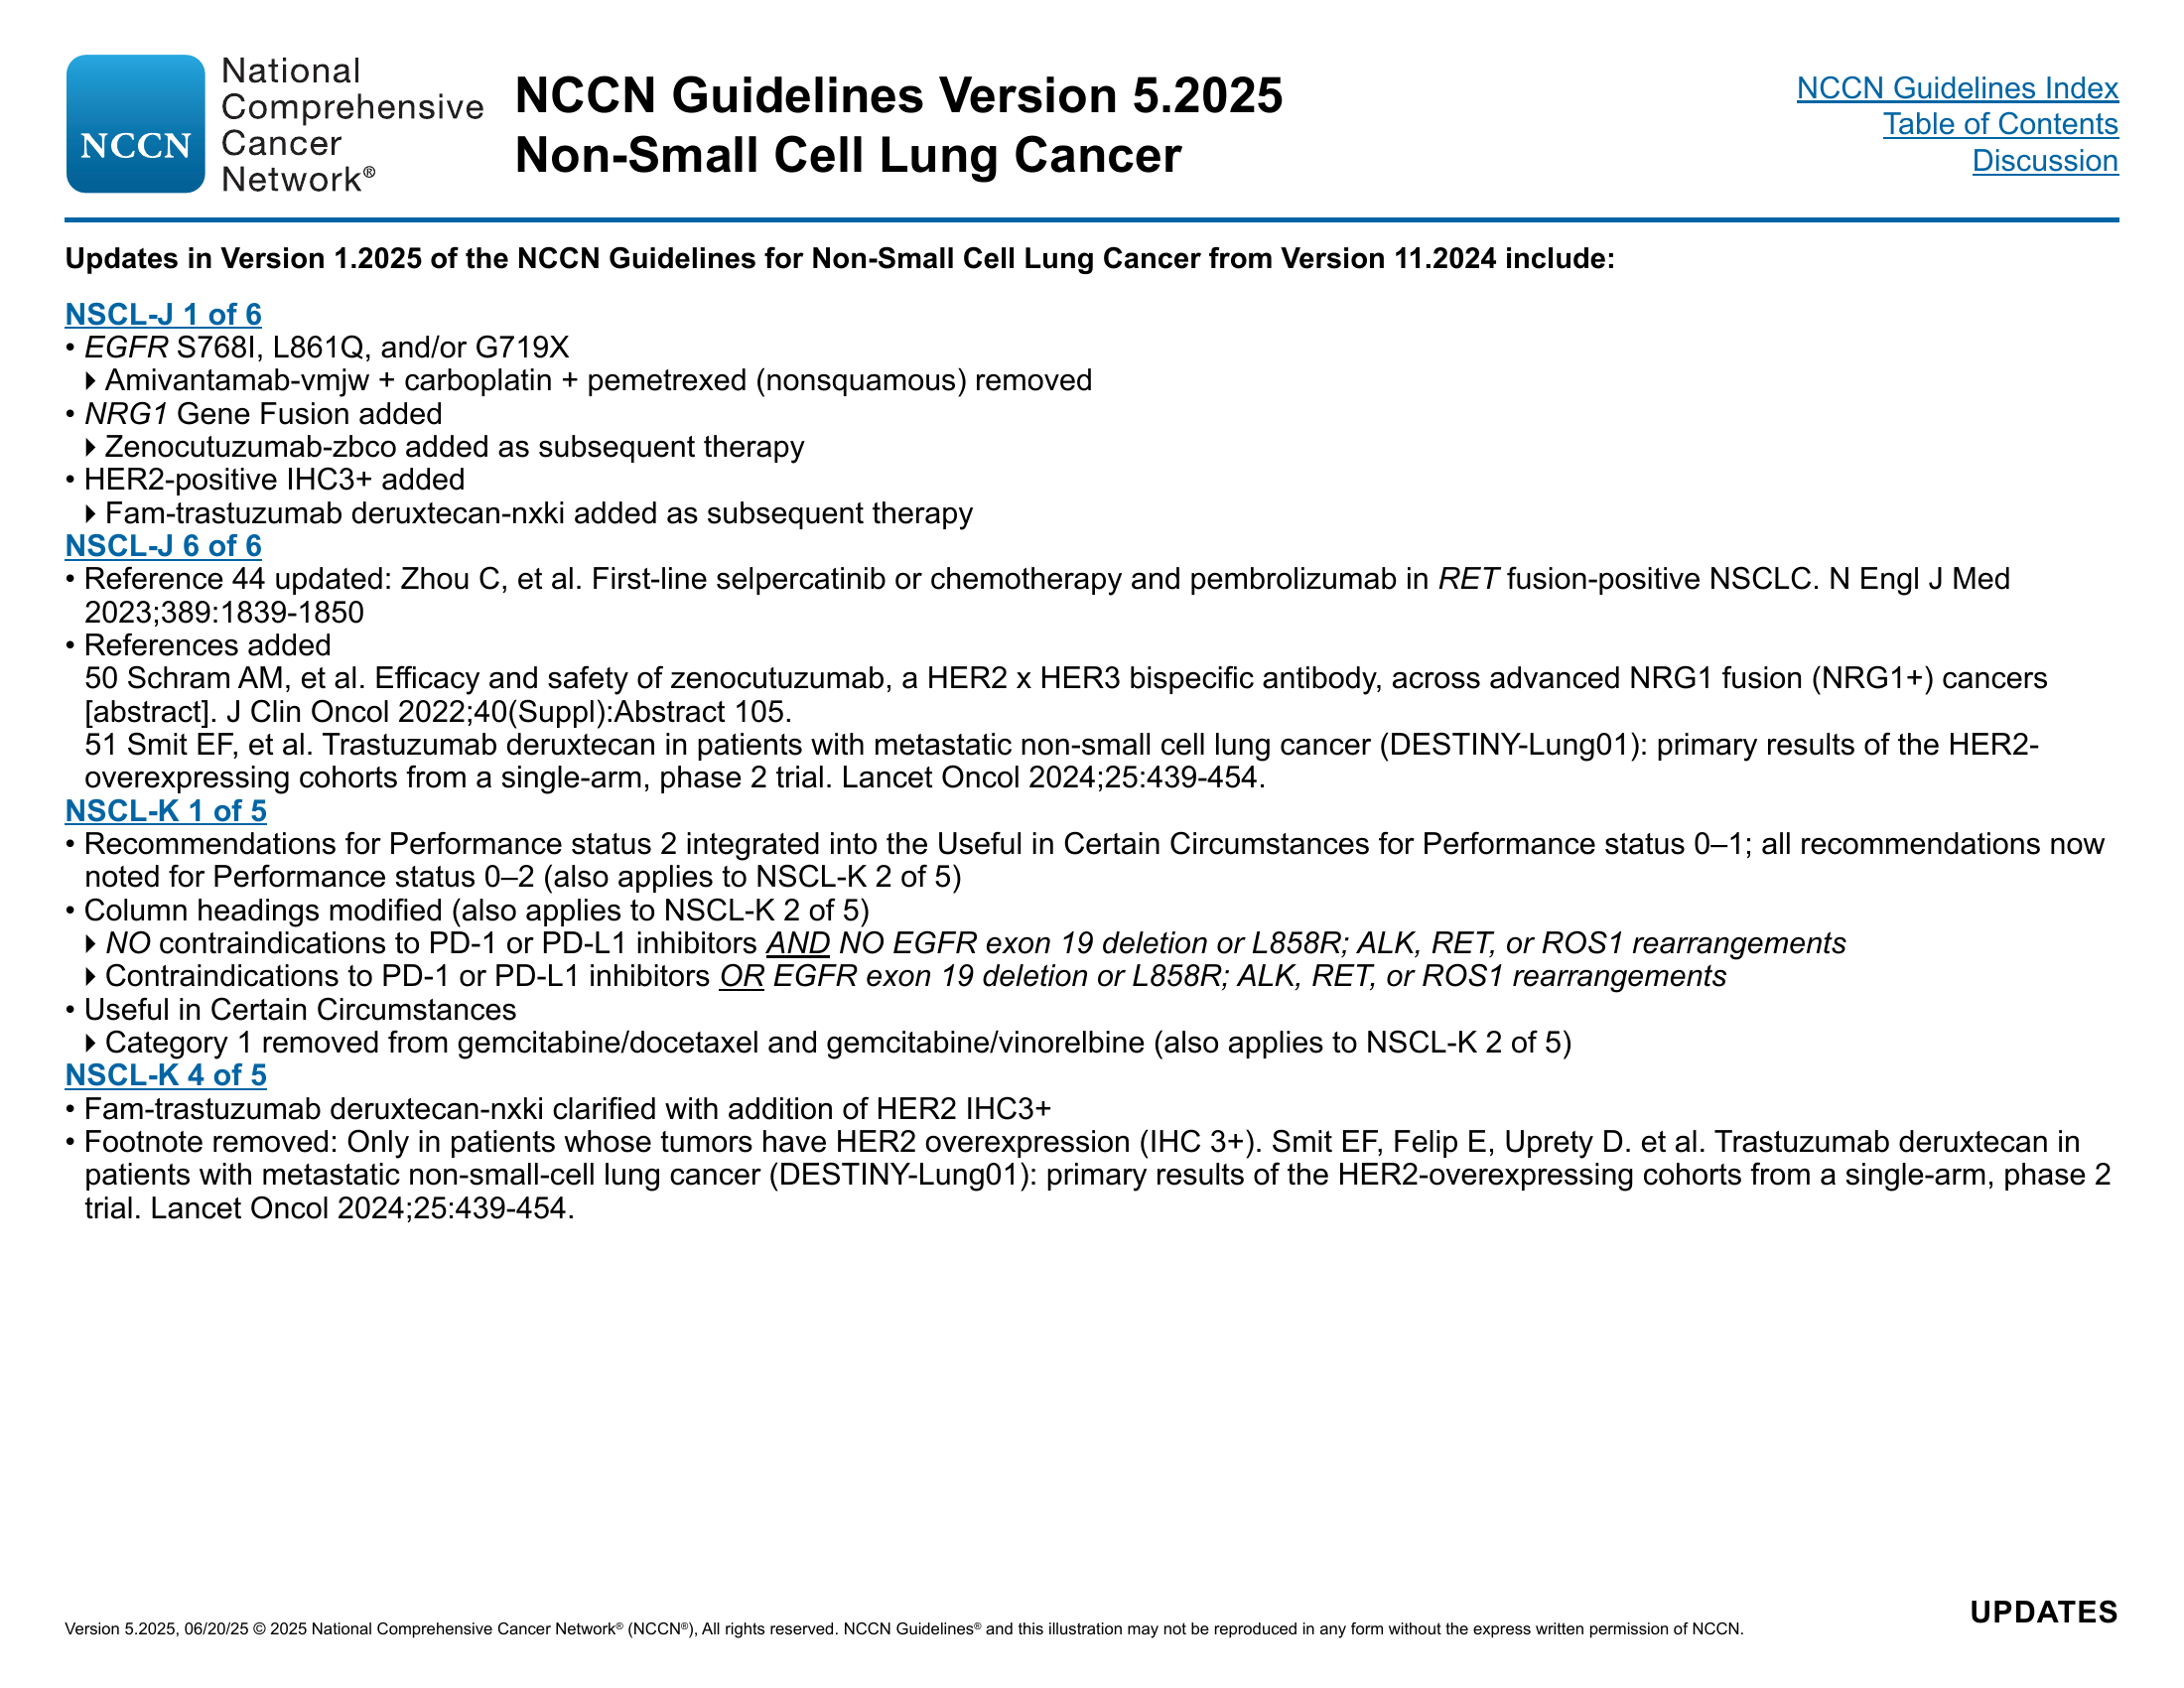 NCCN
National
Comprehensive
Cancer
Network®
NCCN Guidelines Version 5.2025
Non-Small Cell Lung Cancer
NCCN Guidelines Index
Table of Contents
Discussion
Updates in Version 1.2025 of the NCCN Guidelines for Non-Small Cell Lung Cancer from Version 11.2024 include:
NSCL-J 1 of 6
• EGFR S768I, L861Q, and/or G719X
Amivantamab-vmjw + carboplatin + pemetrexed (nonsquamous) removed
• NRG1 Gene Fusion added
Zenocutuzumab-zbco added as subsequent therapy
• HER2-positive IHC3+ added
Fam-trastuzumab deruxtecan-nxki added as subsequent therapy
NSCL-J 6 of 6
• Reference 44 updated: Zhou C, et al. First-line selpercatinib or chemotherapy and pembrolizumab in RET fusion-positive NSCLC. N Engl J Med
2023;389:1839-1850
• References added
50 Schram AM, et al. Efficacy and safety of zenocutuzumab, a HER2 x HER3 bispecific antibody, across advanced NRG1 fusion (NRG1+) cancers
[abstract]. J Clin Oncol 2022;40(Suppl):Abstract 105.
51 Smit EF, et al. Trastuzumab deruxtecan in patients with metastatic non-small cell lung cancer (DESTINY-Lung01): primary results of the HER2-
overexpressing cohorts from a single-arm, phase 2 trial. Lancet Oncol 2024;25:439-454.
NSCL-K 1 of 5
• Recommendations for Performance status 2 integrated into the Useful in Certain Circumstances for Performance status 0–1; all recommendations now
noted for Performance status 0–2 (also applies to NSCL-K 2 of 5)
• Column headings modified (also applies to NSCL-K 2 of 5)
NO contraindications to PD-1 or PD-L1 inhibitors AND NO EGFR exon 19 deletion or L858R; ALK, RET, or ROS1 rearrangements
Contraindications to PD-1 or PD-L1 inhibitors OR EGFR exon 19 deletion or L858R; ALK, RET, or ROS1 rearrangements
• Useful in Certain Circumstances
Category 1 removed from gemcitabine/docetaxel and gemcitabine/vinorelbine (also applies to NSCL-K 2 of 5)
NSCL-K 4 of 5
• Fam-trastuzumab deruxtecan-nxki clarified with addition of HER2 IHC3+
• Footnote removed: Only in patients whose tumors have HER2 overexpression (IHC 3+). Smit EF, Felip E, Uprety D. et al. Trastuzumab deruxtecan in
patients with metastatic non-small-cell lung cancer (DESTINY-Lung01): primary results of the HER2-overexpressing cohorts from a single-arm, phase 2
trial. Lancet Oncol 2024;25:439-454.
UPDATES
Version 5.2025, 06/20/25 © 2025 National Comprehensive Cancer Network® (NCCN®), All rights reserved. NCCN Guidelines® and this illustration may not be reproduced in any form without the express written permission of NCCN.